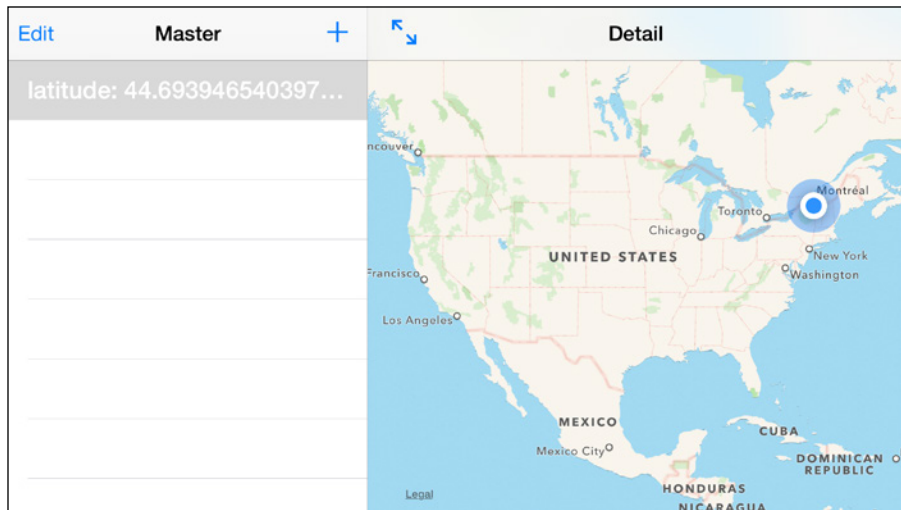 Edit Master +
latitude: 44.693946540397...
Detail
ncouver
Montréal
Toronto
Chicago
UNITED STATES
New York
Washington
Francisco
Los Angeles
MEXICO
Mexico City
CUBA
DOMINICAN
REPUBLIC
HONDURAS
NICARAGUA
Legal